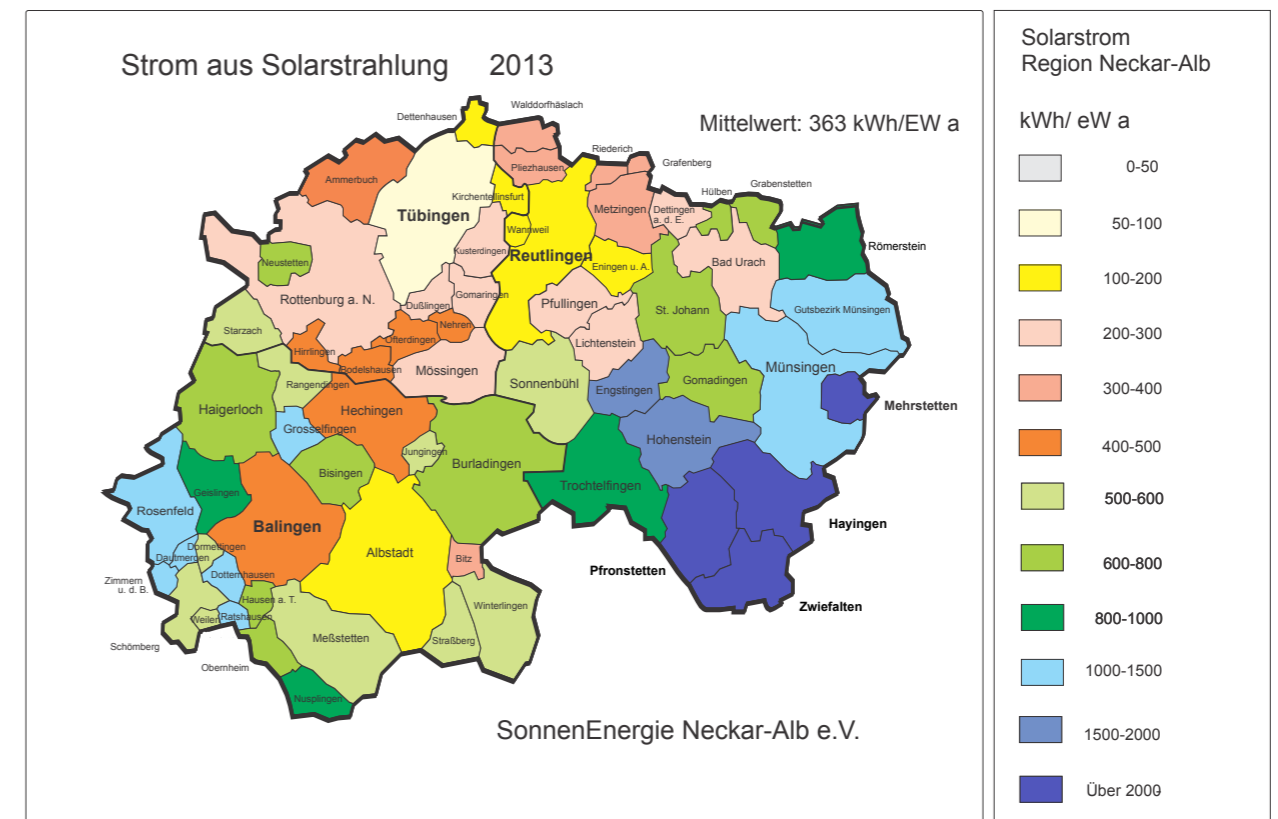 Strom aus Solarstrahlung 2013
Mittelwert: 363 kWh/EW a
Dettenhausen
Walddorfhäslach
Riederich
Grafenberg
Pliezhausen
Ammerbuch
Kirchentellinsfurt
Hülben
Grabenstetten
Tübingen
Metzingen
Dettingen
a. d. E.
Wannweil
Römerstein
Kusterdingen
Reutlingen
Neustetten
Eningen u. A.
Bad Urach
Rottenburg a. N.
Gomaringen
Dußlingen
Pfullingen
St. Johann
Gutsbezirk Münsingen
Starzach
Nehren
Ofterdingen
Lichtenstein
Hirrlingen
Bodelshausen
Mössingen
Münsingen
Rangendingen
Sonnenbühl
Engstingen
Gomadingen
Haigerloch
Hechingen
Mehrstetten
Grosselfingen
Hohenstein
Jungingen
Burladingen
Bisingen
Trochtelfingen
Geislingen
Rosenfeld
Balingen
Hayingen
Dormettingen
Dautmergen
Albstadt
Bitz
Pfronstetten
Zimmern
u. d. B.
Dotternhausen
Hausen a. T.
Winterlingen
Zwiefalten
Weilen
Ratshausen
Meßstetten
Straßberg
Schömberg
Obernheim
Nusplingen
SonnenEnergie Neckar-Alb e.V.
Solarstrom
Region Neckar-Alb
kWh/ eW a
0-50
50-100
100-200
200-300
300-400
400-500
500-600
600-800
800-1000
1000-1500
1500-2000
Über 2000